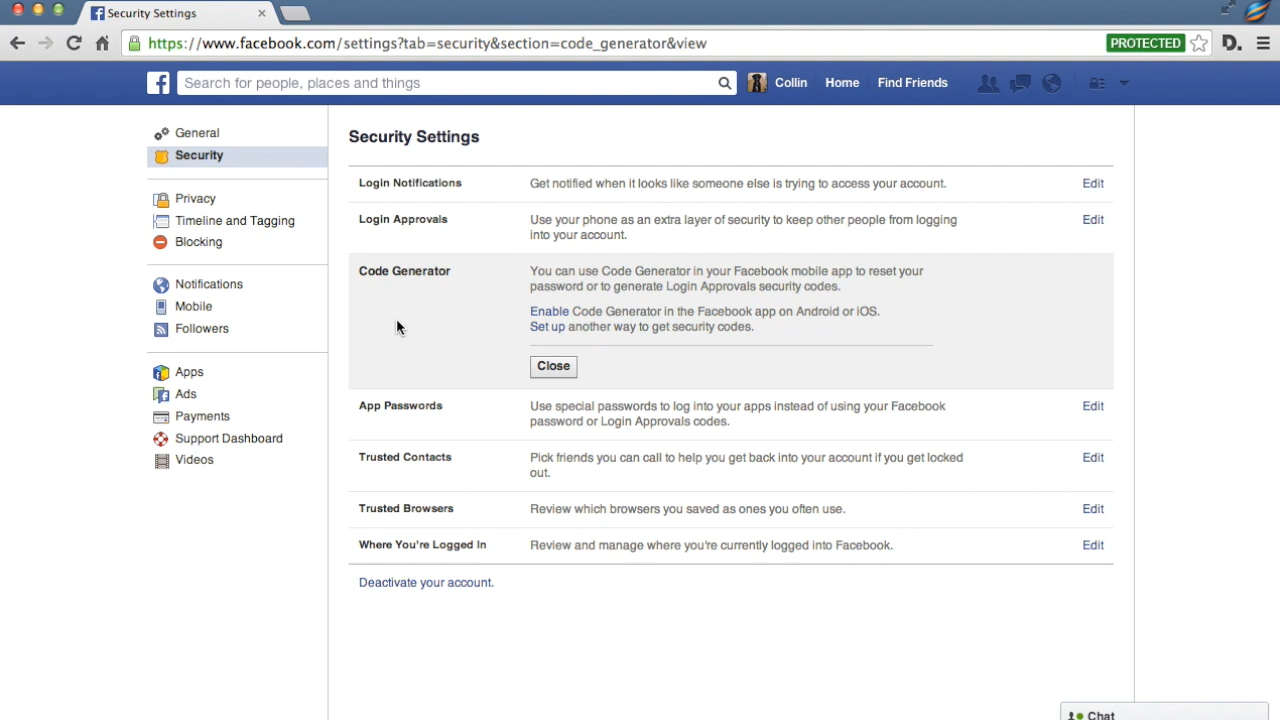 Security Settings
https://www.facebook.com/settings?tab=security&section=code_generator&view
PROTECTED
D.
f
Search for people, places and things
Collin
Home
Find Friends
General
Security
Privacy
Timeline and Tagging
Blocking
Notifications
Mobile
Followers
Apps
Ads
Payments
Support Dashboard
Videos
Security Settings
Login Notifications
Get notified when it looks like someone else is trying to access your account.
Edit
Login Approvals
Use your phone as an extra layer of security to keep other people from logging
into your account.
Edit
Code Generator
You can use Code Generator in your Facebook mobile app to reset your
password or to generate Login Approvals security codes.
Enable Code Generator in the Facebook app on Android or iOS.
Set up another way to get security codes.
Close
App Passwords
Use special passwords to log into your apps instead of using your Facebook
password or Login Approvals codes.
Edit
Trusted Contacts
Pick friends you can call to help you get back into your account if you get locked
out.
Edit
Trusted Browsers
Review which browsers you saved as ones you often use.
Edit
Where You're Logged In
Review and manage where you're currently logged into Facebook.
Edit
Deactivate your account.
Chat